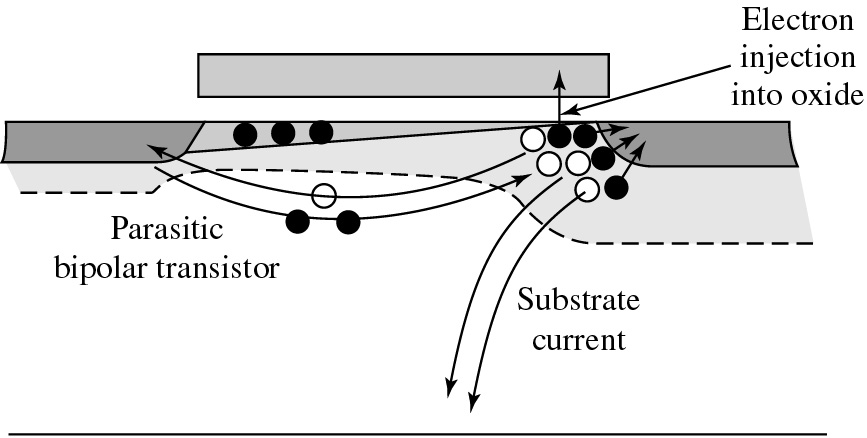 Electron
injection
into oxide
Parasitic
bipolar transistor
Substrate
current